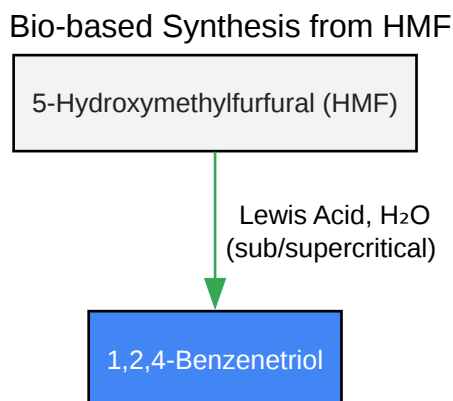 Bio-based Synthesis from HMF
5-Hydroxymethylfurfural (HMF)
Lewis Acid, H₂O
(sub/supercritical)
1,2,4-Benzenetriol